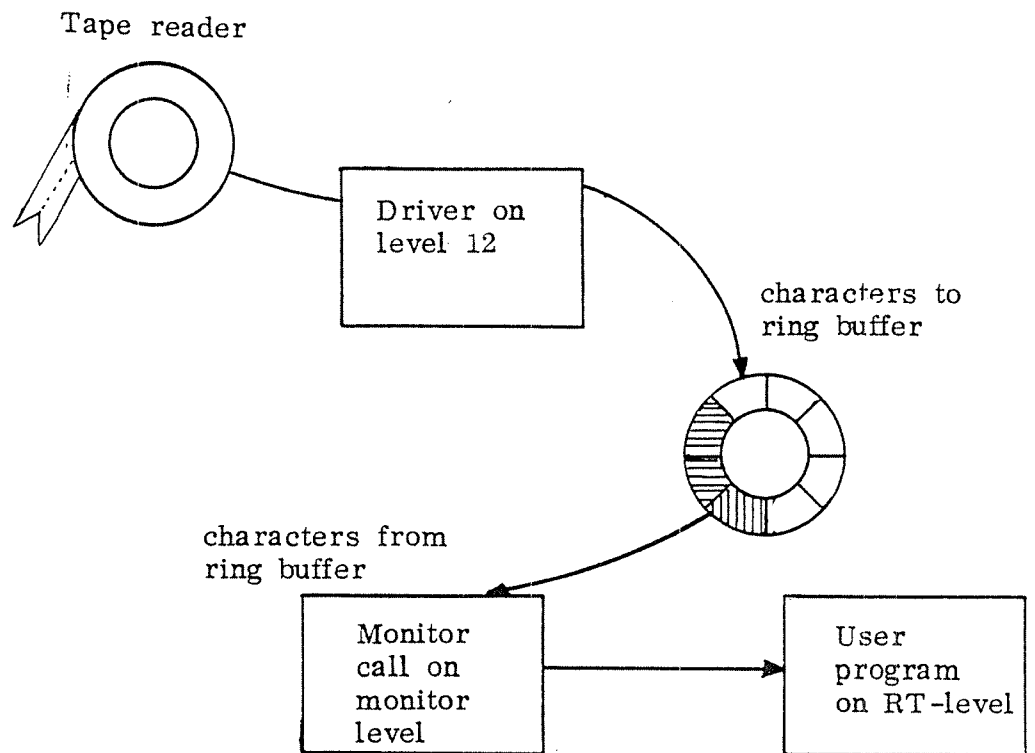 Tape reader
Driver on
level 12
characters to
ring buffer
characters from
ring buffer
Monitor
call on
monitor
level
User
program
on RT-level